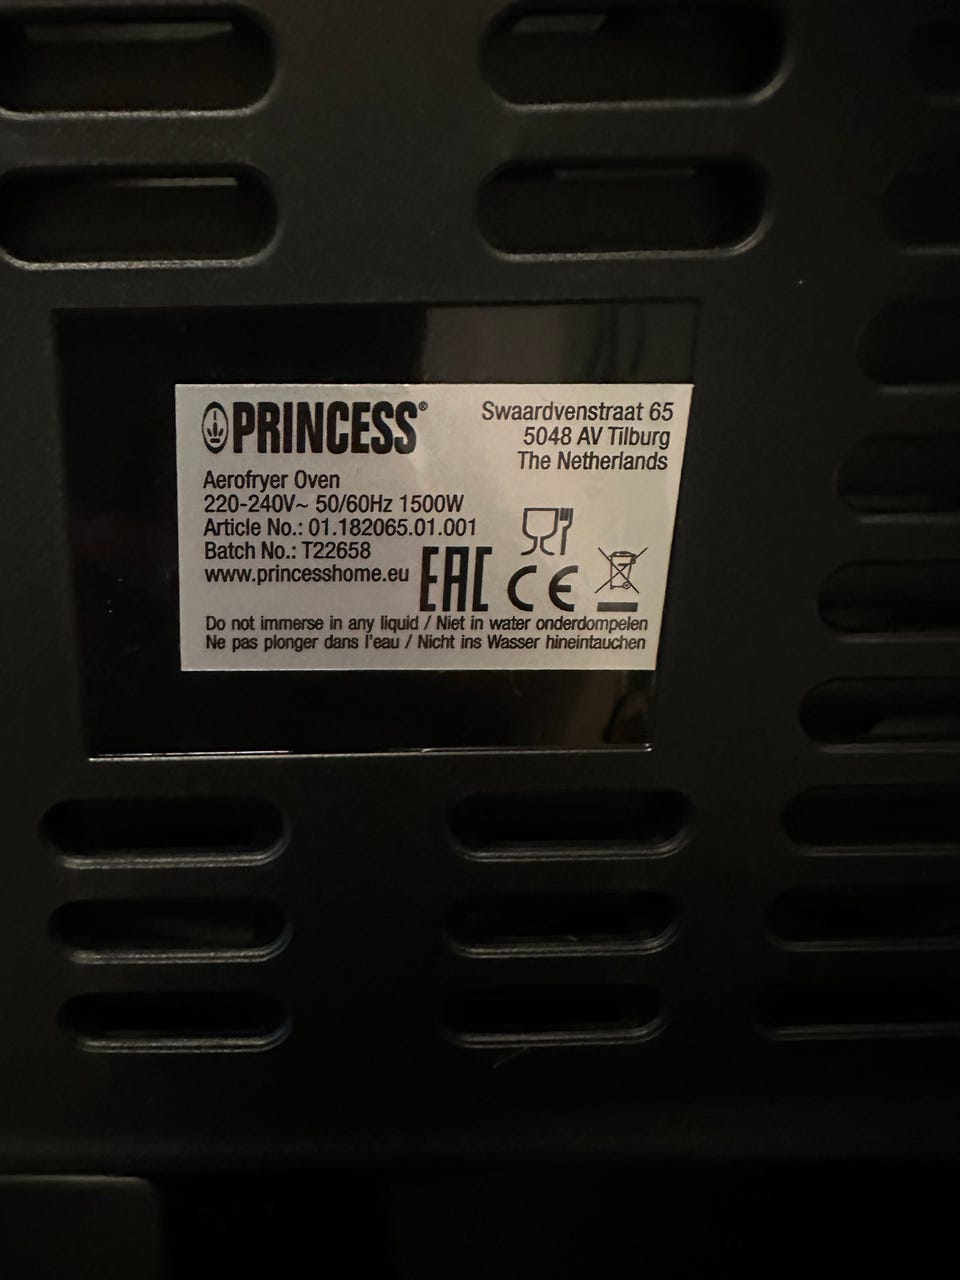 PRINCESS®
Swaardvenstraat 65
5048 AV Tilburg
The Netherlands
Aerofryer Oven
220-240V~ 50/60Hz 1500W
Article No.: 01.182065.01.001
Batch No.: T22658
www.princesshome.eu
EAC CE
Do not immerse in any liquid / Niet in water onderdompelen
Ne pas plonger dans l'eau / Nicht ins Wasser hineintauchen